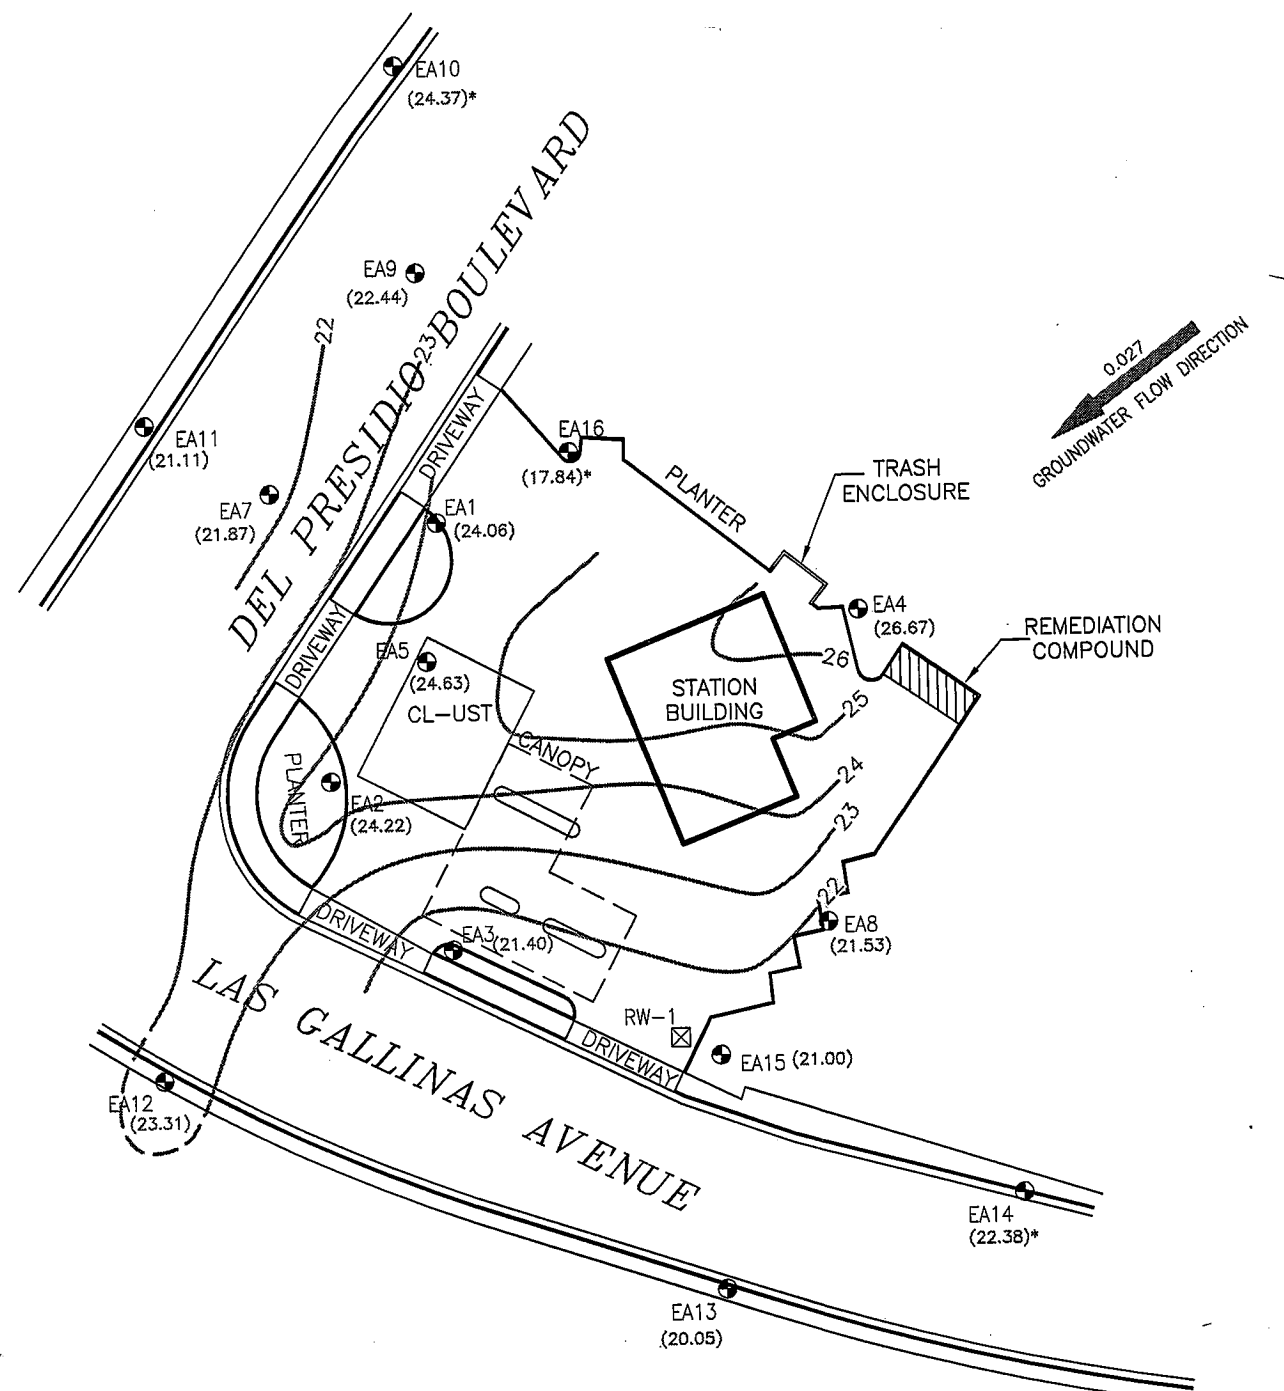 EA10
(24.37)*
EA9
(22.44)
22
23
DEL PRESIDIO BOULEVARD
0.027
GROUNDWATER FLOW DIRECTION
DRIVEWAY
EA16
(17.84)*
PLANTER
TRASH
ENCLOSURE
EA11
(21.11)
EA7
(21.87)
EA1
(24.06)
EA4
(26.67)
REMEDIATION
COMPOUND
DRIVEWAY
EA5
(24.63)
CL-UST
STATION
BUILDING
26
25
CANOPY
24
PLANTER
EA2
(24.22)
23
22
EA8
(21.53)
DRIVEWAY
EA3 (21.40)
LAS GALLINAS AVENUE
RW-1
DRIVEWAY
EA15 (21.00)
EA12
(23.31)
EA14
(22.38)*
EA13
(20.05)